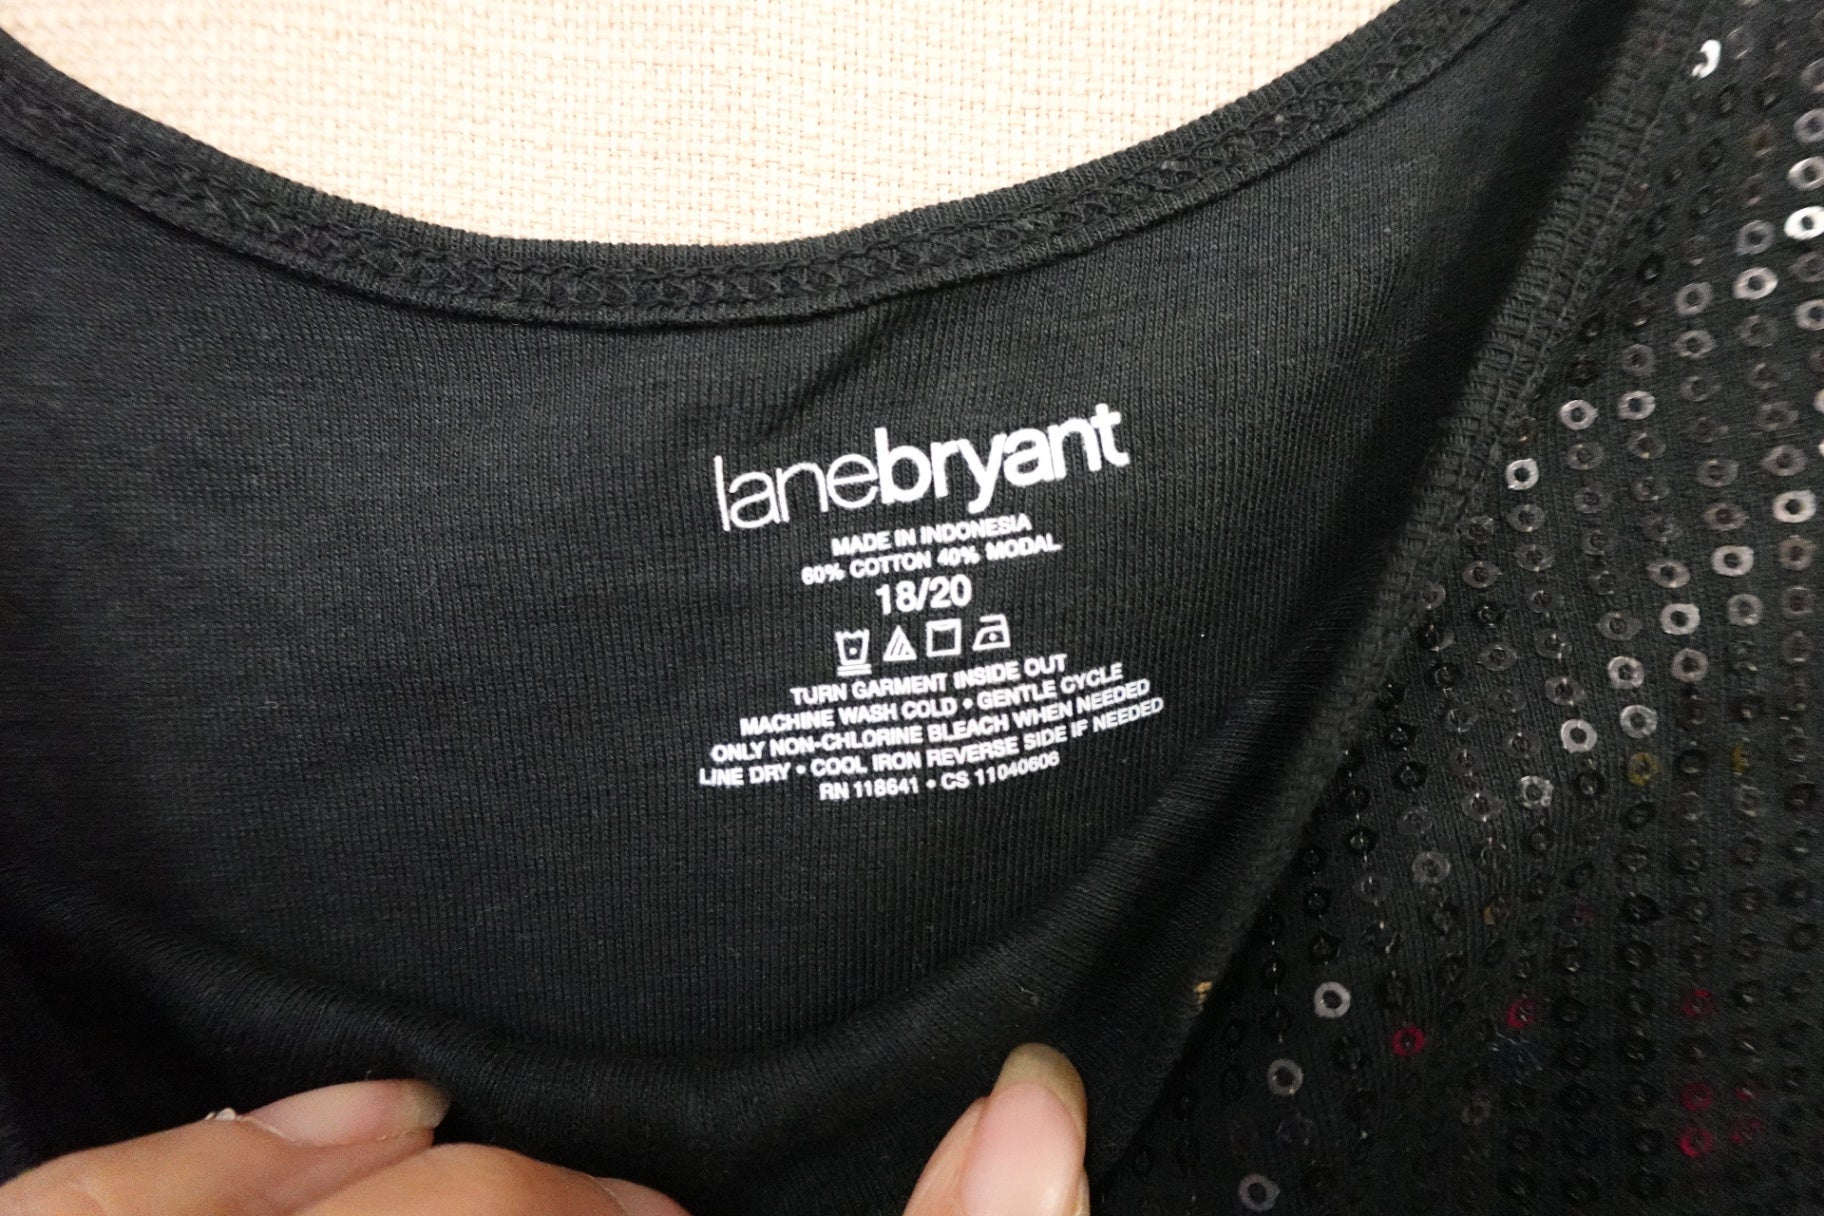 lanebryant
MADE IN INDONESIA
60% COTTON 40% MODAL
18/20
TURN GARMENT INSIDE OUT
MACHINE WASH COLD • GENTLE CYCLE
ONLY NON-CHLORINE BLEACH WHEN NEEDED
LINE DRY • COOL IRON REVERSE SIDE IF NEEDED
RN 118641 • CS 11040606